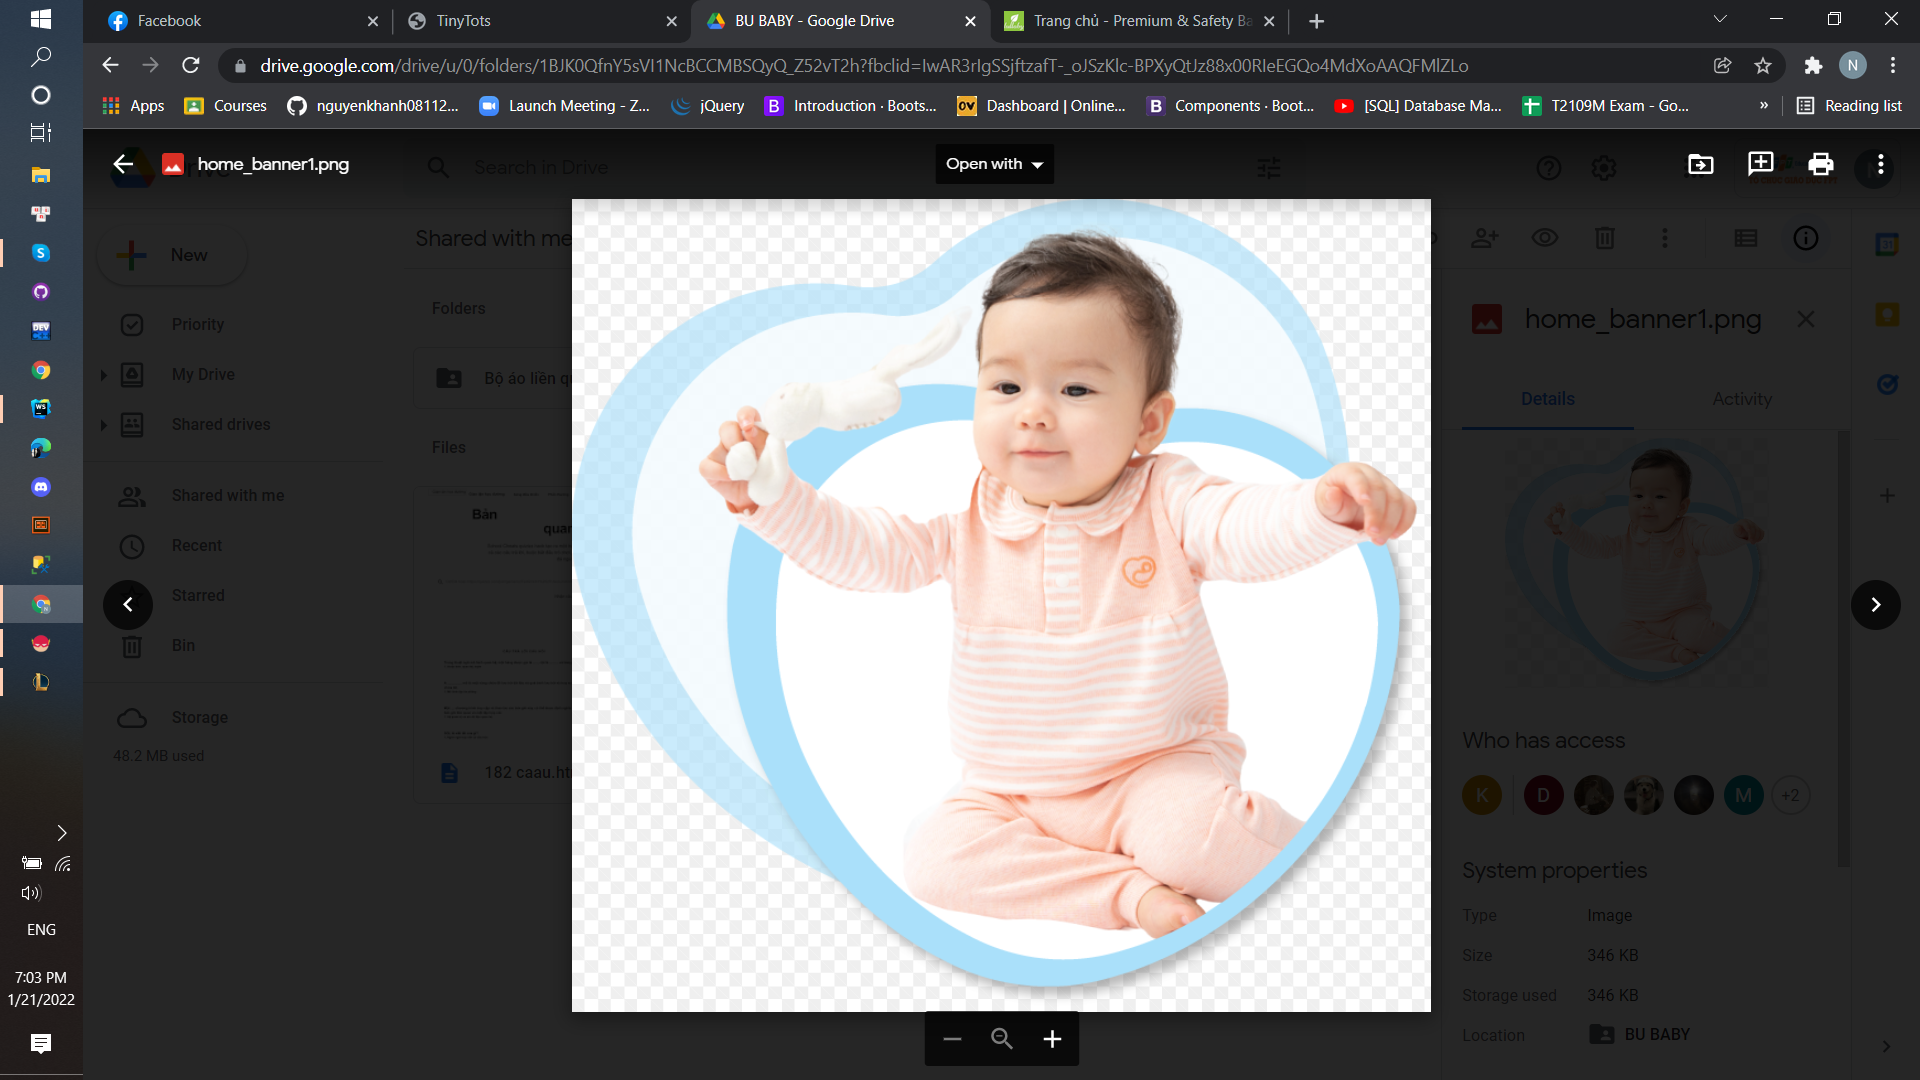 Facebook
TinyTots
BU BABY - Google Drive
Trang chủ - Premium & Safety Ba
drive.google.com/drive/u/0/folders/1BJK0QfnY5sVI1NcBCCMBSQyQ_Z52vT2h?fbclid=IwAR3rIgSSjftzafT-_oJSzKlc-BPXyQtJz88x00RIeEGQo4MdXoAAQFMlZLo
N
Apps
Courses
nguyenkhanh08112...
Launch Meeting - Z...
jQuery
Introduction · Boots...
Dashboard | Online...
Components · Boot...
[SQL] Database Ma...
T2109M Exam - Go...
»
Reading list
home_banner1.png
Search in Drive
Open with
New
Shared with me
Priority
My Drive
Shared drives
Shared with me
Recent
Starred
Bin
Storage
48.2 MB used
Folders
Bộ áo liền qu
Files
Bản
quan
182 caau.htm
home_banner1.png
Details
Activity
Who has access
K
D
M
+2
System properties
Type Image
Size 346 KB
Storage used 346 KB
Location BU BABY
ENG
7:03 PM
1/21/2022